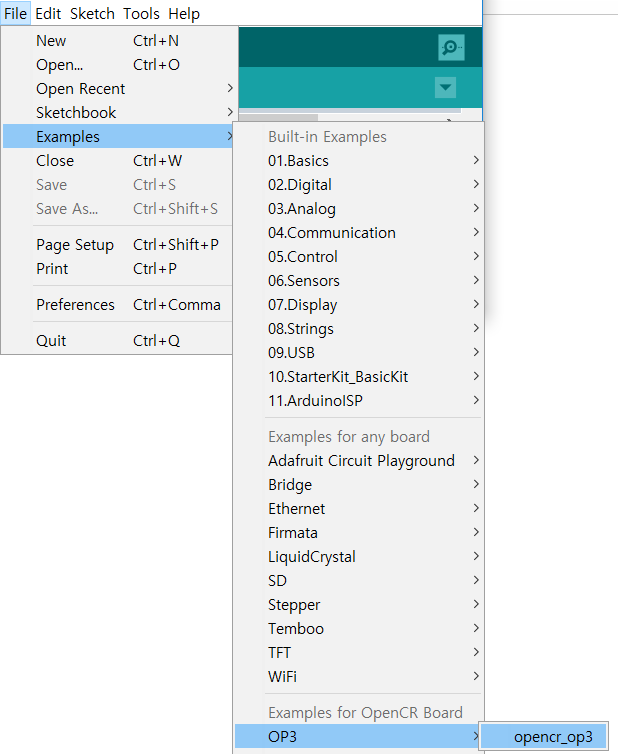 File Edit Sketch Tools Help
New Ctrl+N
Open... Ctrl+O
Open Recent
Sketchbook
Examples
Close Ctrl+W
Save Ctrl+S
Save As... Ctrl+Shift+S
Page Setup Ctrl+Shift+P
Print Ctrl+P
Preferences Ctrl+Comma
Quit Ctrl+Q
Built-in Examples
01.Basics
02.Digital
03.Analog
04.Communication
05.Control
06.Sensors
07.Display
08.Strings
09.USB
10.StarterKit_BasicKit
11.ArduinoISP
Examples for any board
Adafruit Circuit Playground
Bridge
Ethernet
Firmata
LiquidCrystal
SD
Stepper
Temboo
TFT
WiFi
Examples for OpenCR Board
OP3
opencr_op3